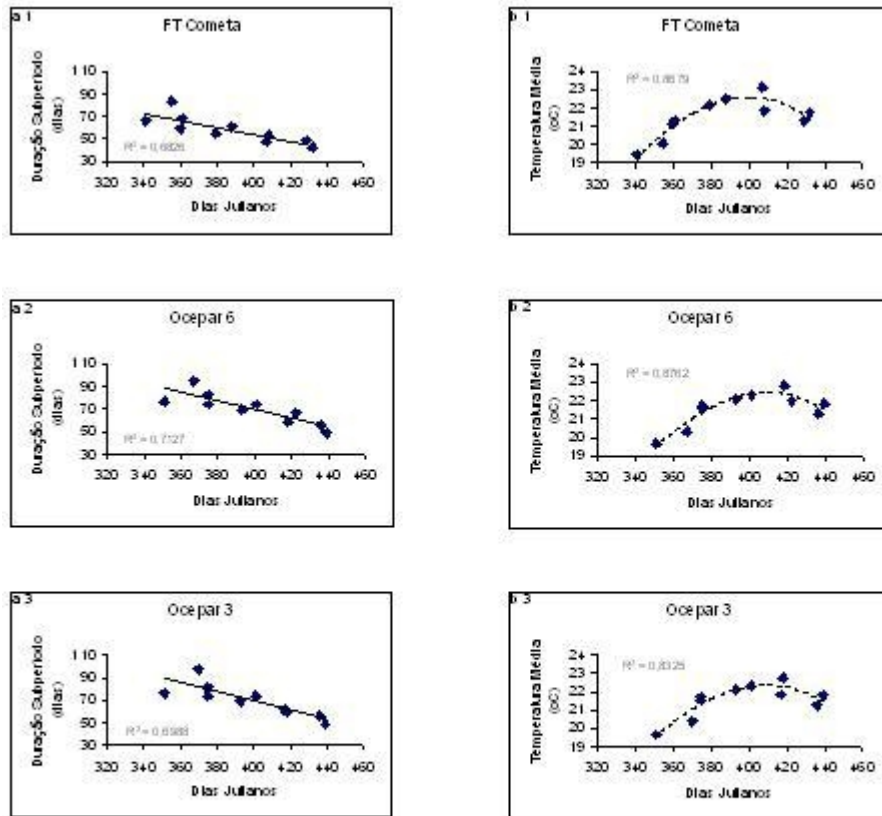 a 1
FT Cometa
Duração Subperíodo
(dias)
110
90
70
50
30
R² = 0,6826
320 340 360 380 400 420 440 460
Dias Julianos
b 1
FT Cometa
Temperatura Média
(oC)
24
23
22
21
20
19
R² = 0,8679
320 340 360 380 400 420 440 460
Dias Julianos
a 2
Ocepar 6
Duração Subperíodo
(dias)
110
90
70
50
30
R² = 0,7127
320 340 360 380 400 420 440 460
Dias Julianos
b 2
Ocepar 6
Temperatura Média
(oC)
24
23
22
21
20
19
R² = 0,8762
320 340 360 380 400 420 440 460
Dias Julianos
a 3
Ocepar 3
Duração Subperíodo
(dias)
110
90
70
50
30
R² = 0,6988
320 340 360 380 400 420 440 460
Dias Julianos
b 3
Ocepar 3
Temperatura Média
(oC)
24
23
22
21
20
19
R² = 0,8325
320 340 360 380 400 420 440 460
Dias Julianos